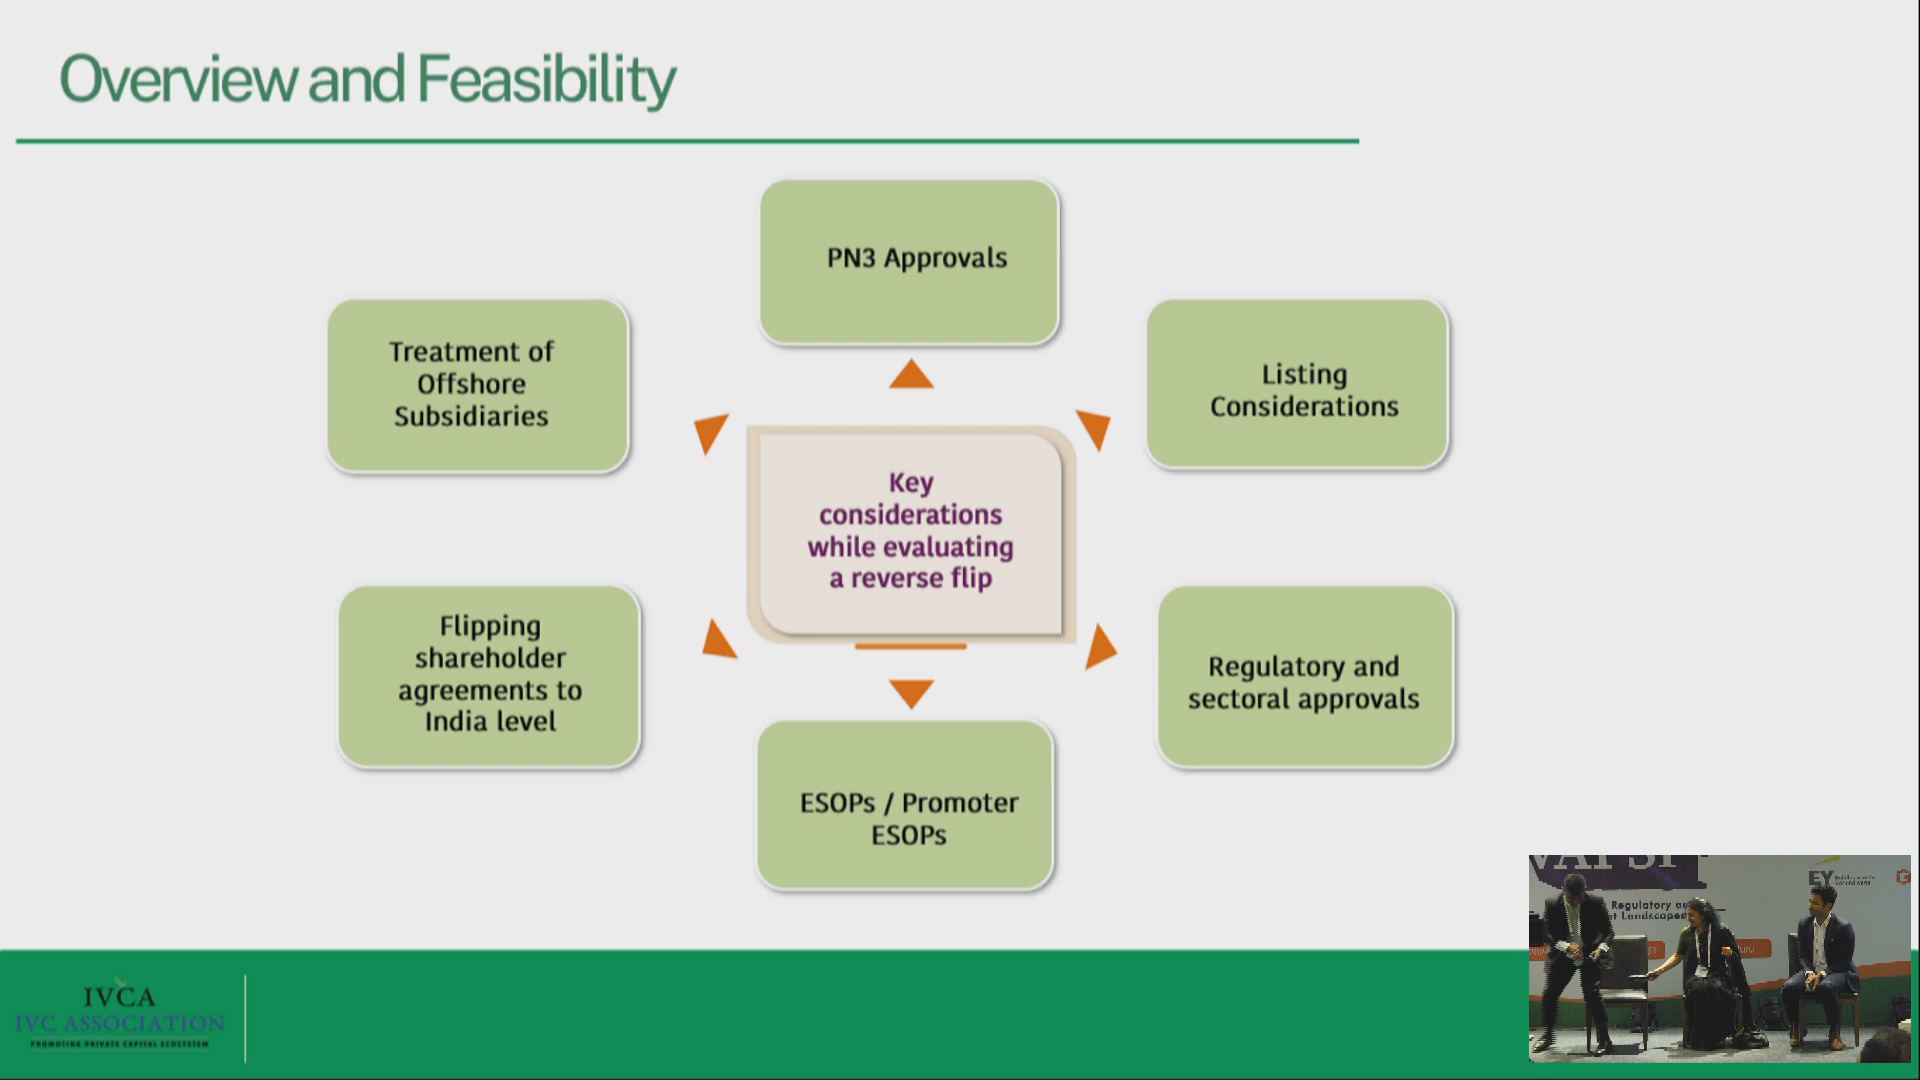 Overview and Feasibility
PN3 Approvals
Treatment of
Offshore
Subsidiaries
Listing
Considerations
Key
considerations
while evaluating
a reverse flip
Flipping
shareholder
agreements to
India level
Regulatory and
sectoral approvals
ESOPs / Promoter
ESOPs
EY
Regulatory
Landscapes
IVCA
IVC ASSOCIATION
PROMOTING PRIVATE CAPITAL ECOSYSTEM